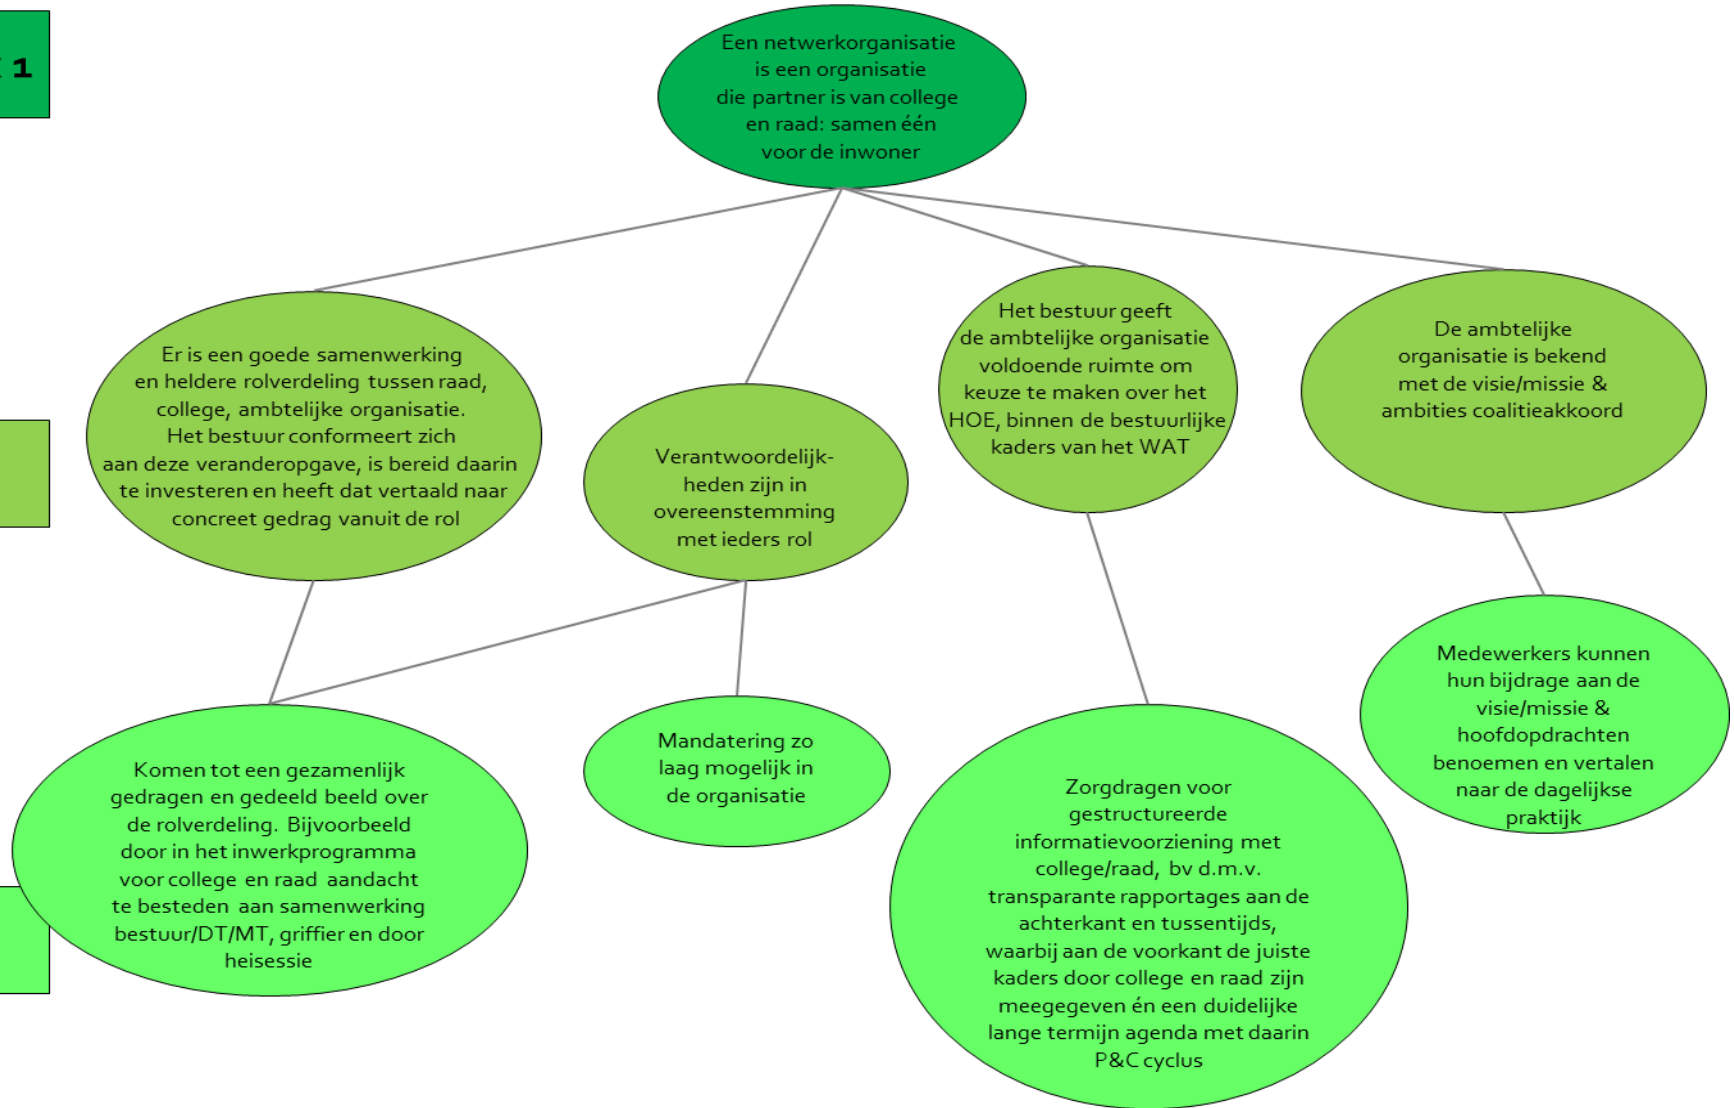 1
Een netwerkorganisatie
is een organisatie
die partner is van college
en raad: samen één
voor de inwoner
Er is een goede samenwerking
en heldere rolverdeling tussen raad,
college, ambtelijke organisatie.
Het bestuur conformeert zich
aan deze veranderopgave, is bereid daarin
te investeren en heeft dat vertaald naar
concreet gedrag vanuit de rol
Verantwoordelijk-
heden zijn in
overeenstemming
met ieders rol
Het bestuur geeft
de ambtelijke organisatie
voldoende ruimte om
keuze te maken over het
HOE, binnen de bestuurlijke
kaders van het WAT
De ambtelijke
organisatie is bekend
met de visie/missie &
ambities coalitieakkoord
Komen tot een gezamenlijk
gedragen en gedeeld beeld over
de rolverdeling. Bijvoorbeeld
door in het inwerkprogramma
voor college en raad aandacht
te besteden aan samenwerking
bestuur/DT/MT, griffier en door
heisessie
Mandatering zo
laag mogelijk in
de organisatie
Zorgdragen voor
gestructureerde
informatievoorziening met
college/raad, bv d.m.v.
transparante rapportages aan de
achterkant en tussentijds,
waarbij aan de voorkant de juiste
kaders door college en raad zijn
meegegeven én een duidelijke
lange termijn agenda met daarin
P&C cyclus
Medewerkers kunnen
hun bijdrage aan de
visie/missie &
hoofdopdrachten
benoemen en vertalen
naar de dagelijkse
praktijk